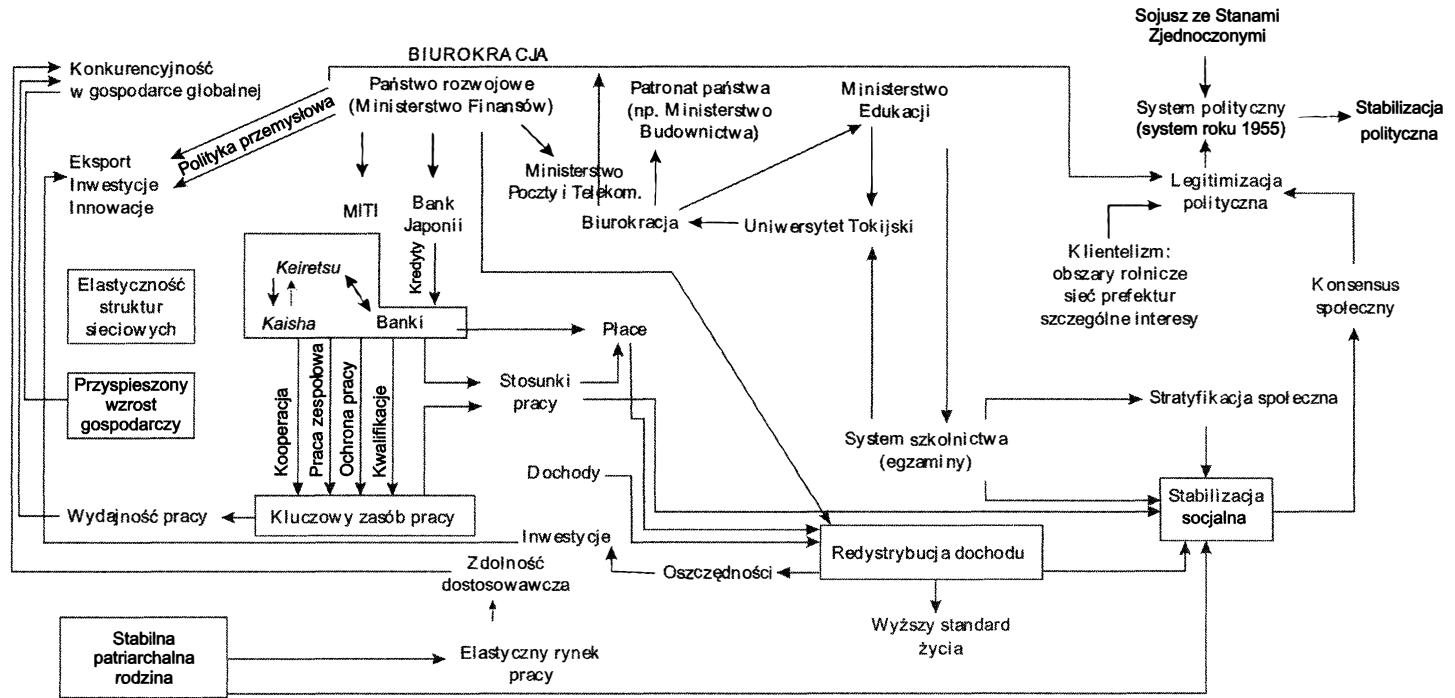 Sojusz ze Stanami
Zjednoczonymi
BIUROKRACJA
Konkurencyjność
w gospodarce globalnej
Państwo rozwojowe
(Ministerstwo Finansów)
Patronat państwa
(np. Ministerstwo
Budownictwa)
Ministerstwo
Edukacji
System polityczny
(system roku 1955)
Stabilizacja
polityczna
Polityka przemysłowa
Eksport
Inwestycje
Innowacje
Ministerstwo
Poczty i Telekom.
MITI
Bank
Japonii
Biurokracja
Uniwersytet Tokijski
Legitimizacja
polityczna
Kredyty
Klientelizm:
obszary rolnicze
sieć prefektur
szczególne interesy
Konsensus
społeczny
Elastyczność
struktur
sieciowych
Keiretsu
Kaisha
Banki
Płace
Przyspieszony
wzrost
gospodarczy
Kooperacja
Praca zespołowa
Ochrona pracy
Kwalifikacje
Stosunki
pracy
Stratyfikacja społeczna
System szkolnictwa
(egzaminy)
Dochody
Stabilizacja
socjalna
Wydajność pracy
Kluczowy zasób pracy
Inwestycje
Redystrybucja dochodu
Zdolność
dostosowawcza
Oszczędności
Wyższy standard
życia
Stabilna
patriarchalna
rodzina
Elastyczny rynek
pracy